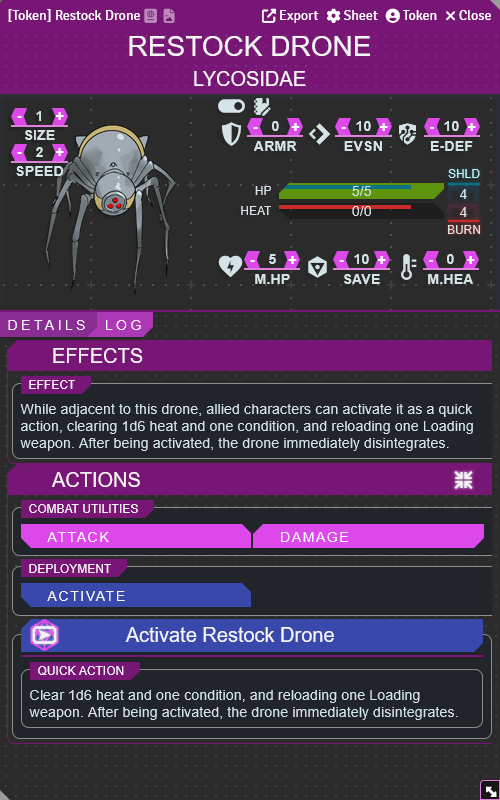 [Token] Restock Drone Export Sheet Token Close
RESTOCK DRONE
LYCOSIDAE
- 1 +
SIZE
- 2 +
SPEED
- 0 +
ARMR
- 10 +
EVSN
- 10 +
E-DEF
HP 5/5
SHLD
4
HEAT 0/0
4
BURN
- 5 +
M.HP
- 10 +
SAVE
- 0 +
M.HEA
DETAILS LOG
EFFECTS
EFFECT
While adjacent to this drone, allied characters can activate it as a quick
action, clearing 1d6 heat and one condition, and reloading one Loading
weapon. After being activated, the drone immediately disintegrates.
ACTIONS
COMBAT UTILITIES
ATTACK DAMAGE
DEPLOYMENT
ACTIVATE
Activate Restock Drone
QUICK ACTION
Clear 1d6 heat and one condition, and reloading one Loading
weapon. After being activated, the drone immediately disintegrates.